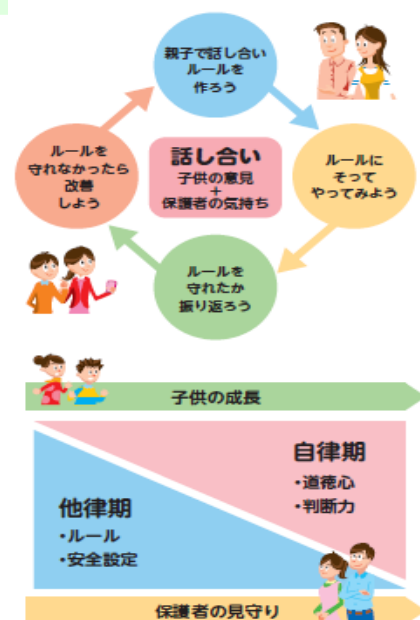 親子で話し合い
ルールを
作ろう
ルールを
守れなかったら
改善
しよう
話し合い
子供の意見
+
保護者の気持ち
ルールに
そって
やってみよう
ルールを
守れたか
振り返ろう
子供の成長
自律期
・道徳心
・判断力
他律期
・ルール
・安全設定
保護者の見守り